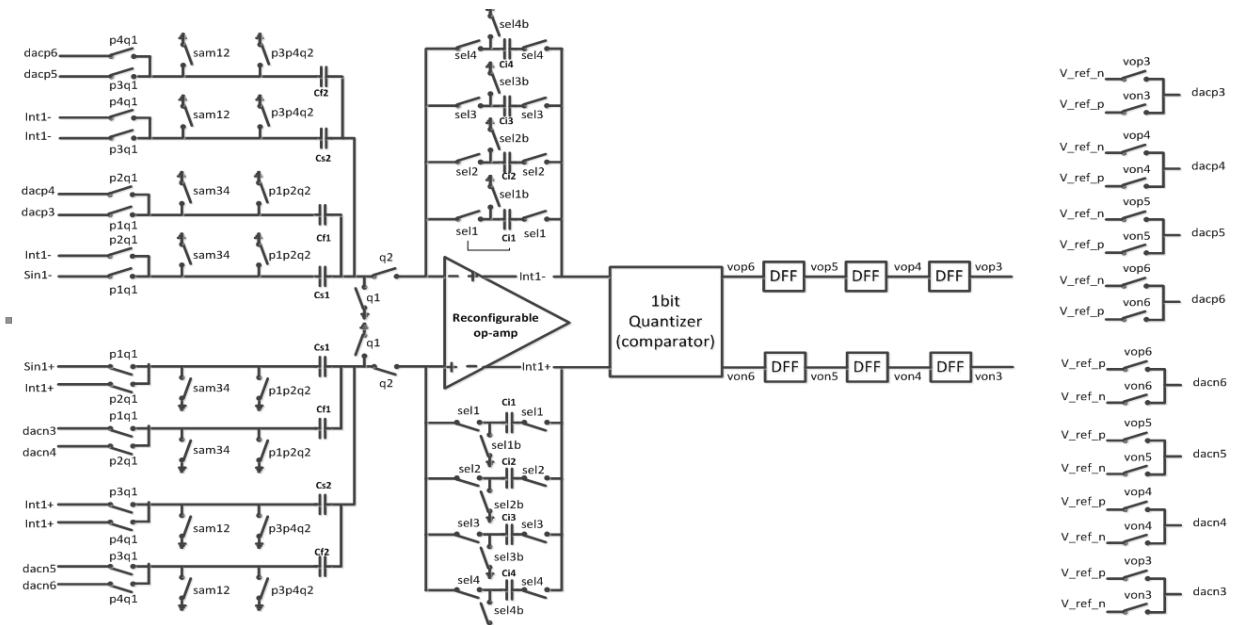 p4q1
dacp6
sam12
p3p4q2
dacp5
Cf2
p3q1
p4q1
Int1-
sam12
p3p4q2
Int1-
p3q1
Cs2
p2q1
dacp4
sam34
p1p2q2
dacp3
Cf1
p1q1
p2q1
Int1-
sam34
p1p2q2
Sin1-
p1q1
Cs1
q2
q1
q1
q2
Cs1
p1q1
Sin1+
Int1+
sam34
p1p2q2
p2q1
p1q1
Cf1
dacn3
dacn4
sam34
p1p2q2
p2q1
p3q1
Cs2
Int1+
Int1+
sam12
p3p4q2
p4q1
p3q1
Cf2
dacn5
dacn6
sam12
p3p4q2
p4q1
sel4b
sel4
Ci4
sel4
sel3b
sel3
Ci3
sel3
sel2b
sel2
Ci2
sel2
sel1b
sel1
Ci1
sel1
Int1-
Reconfigurable
op-amp
Int1+
sel1
Ci1
sel1
sel1b
sel2
Ci2
sel2
sel2b
sel3
Ci3
sel3
sel3b
sel4
Ci4
sel4
sel4b
1bit
Quantizer
(comparator)
vop6
DFF
vop5
DFF
vop4
DFF
vop3
von6
DFF
von5
DFF
von4
DFF
von3
vop3
V_ref_n
dacp3
von3
V_ref_p
vop4
V_ref_n
dacp4
von4
V_ref_p
vop5
V_ref_n
dacp5
von5
V_ref_p
vop6
V_ref_n
dacp6
von6
V_ref_p
vop6
V_ref_p
dacn6
von6
V_ref_n
vop5
V_ref_p
dacn5
von5
V_ref_n
vop4
V_ref_p
dacn4
von4
V_ref_n
vop3
V_ref_p
dacn3
von3
V_ref_n